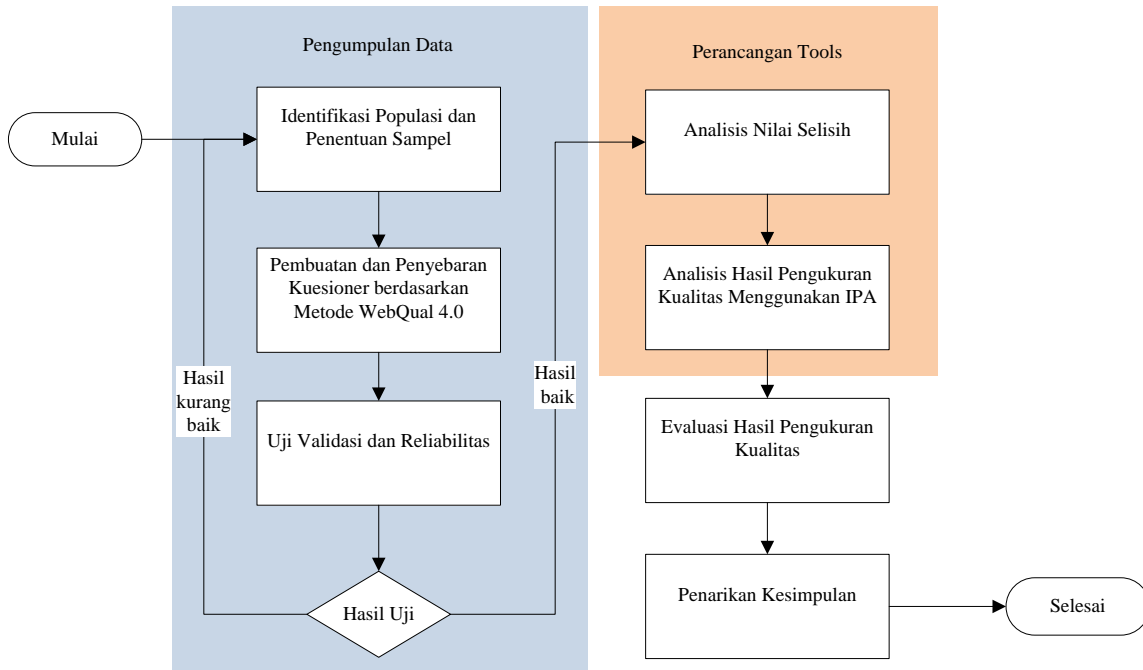 Pengumpulan Data
Mulai
Identifikasi Populasi dan
Penentuan Sampel
Pembuatan dan Penyebaran
Kuesioner berdasarkan
Metode WebQual 4.0
Uji Validasi dan Reliabilitas
Hasil Uji
Hasil
kurang
baik
Hasil
baik
Perancangan Tools
Analisis Nilai Selisih
Analisis Hasil Pengukuran
Kualitas Menggunakan IPA
Evaluasi Hasil Pengukuran
Kualitas
Penarikan Kesimpulan
Selesai